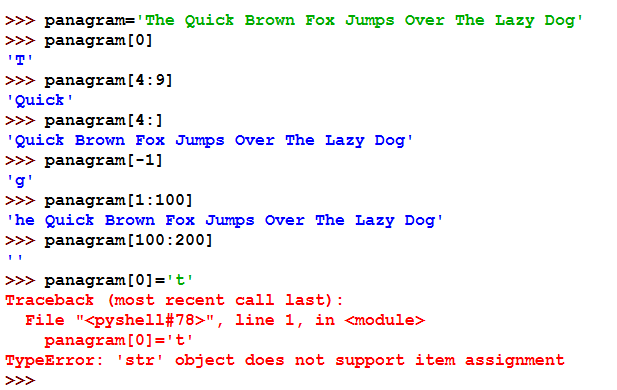 >>> panagram='The Quick Brown Fox Jumps Over The Lazy Dog'
>>> panagram[0]
'T'
>>> panagram[4:9]
'Quick'
>>> panagram[4:]
'Quick Brown Fox Jumps Over The Lazy Dog'
>>> panagram[-1]
'g'
>>> panagram[1:100]
'he Quick Brown Fox Jumps Over The Lazy Dog'
>>> panagram[100:200]
''
>>> panagram[0]='t'
Traceback (most recent call last):
  File "<pyshell#78>", line 1, in <module>
    panagram[0]='t'
TypeError: 'str' object does not support item assignment
>>>